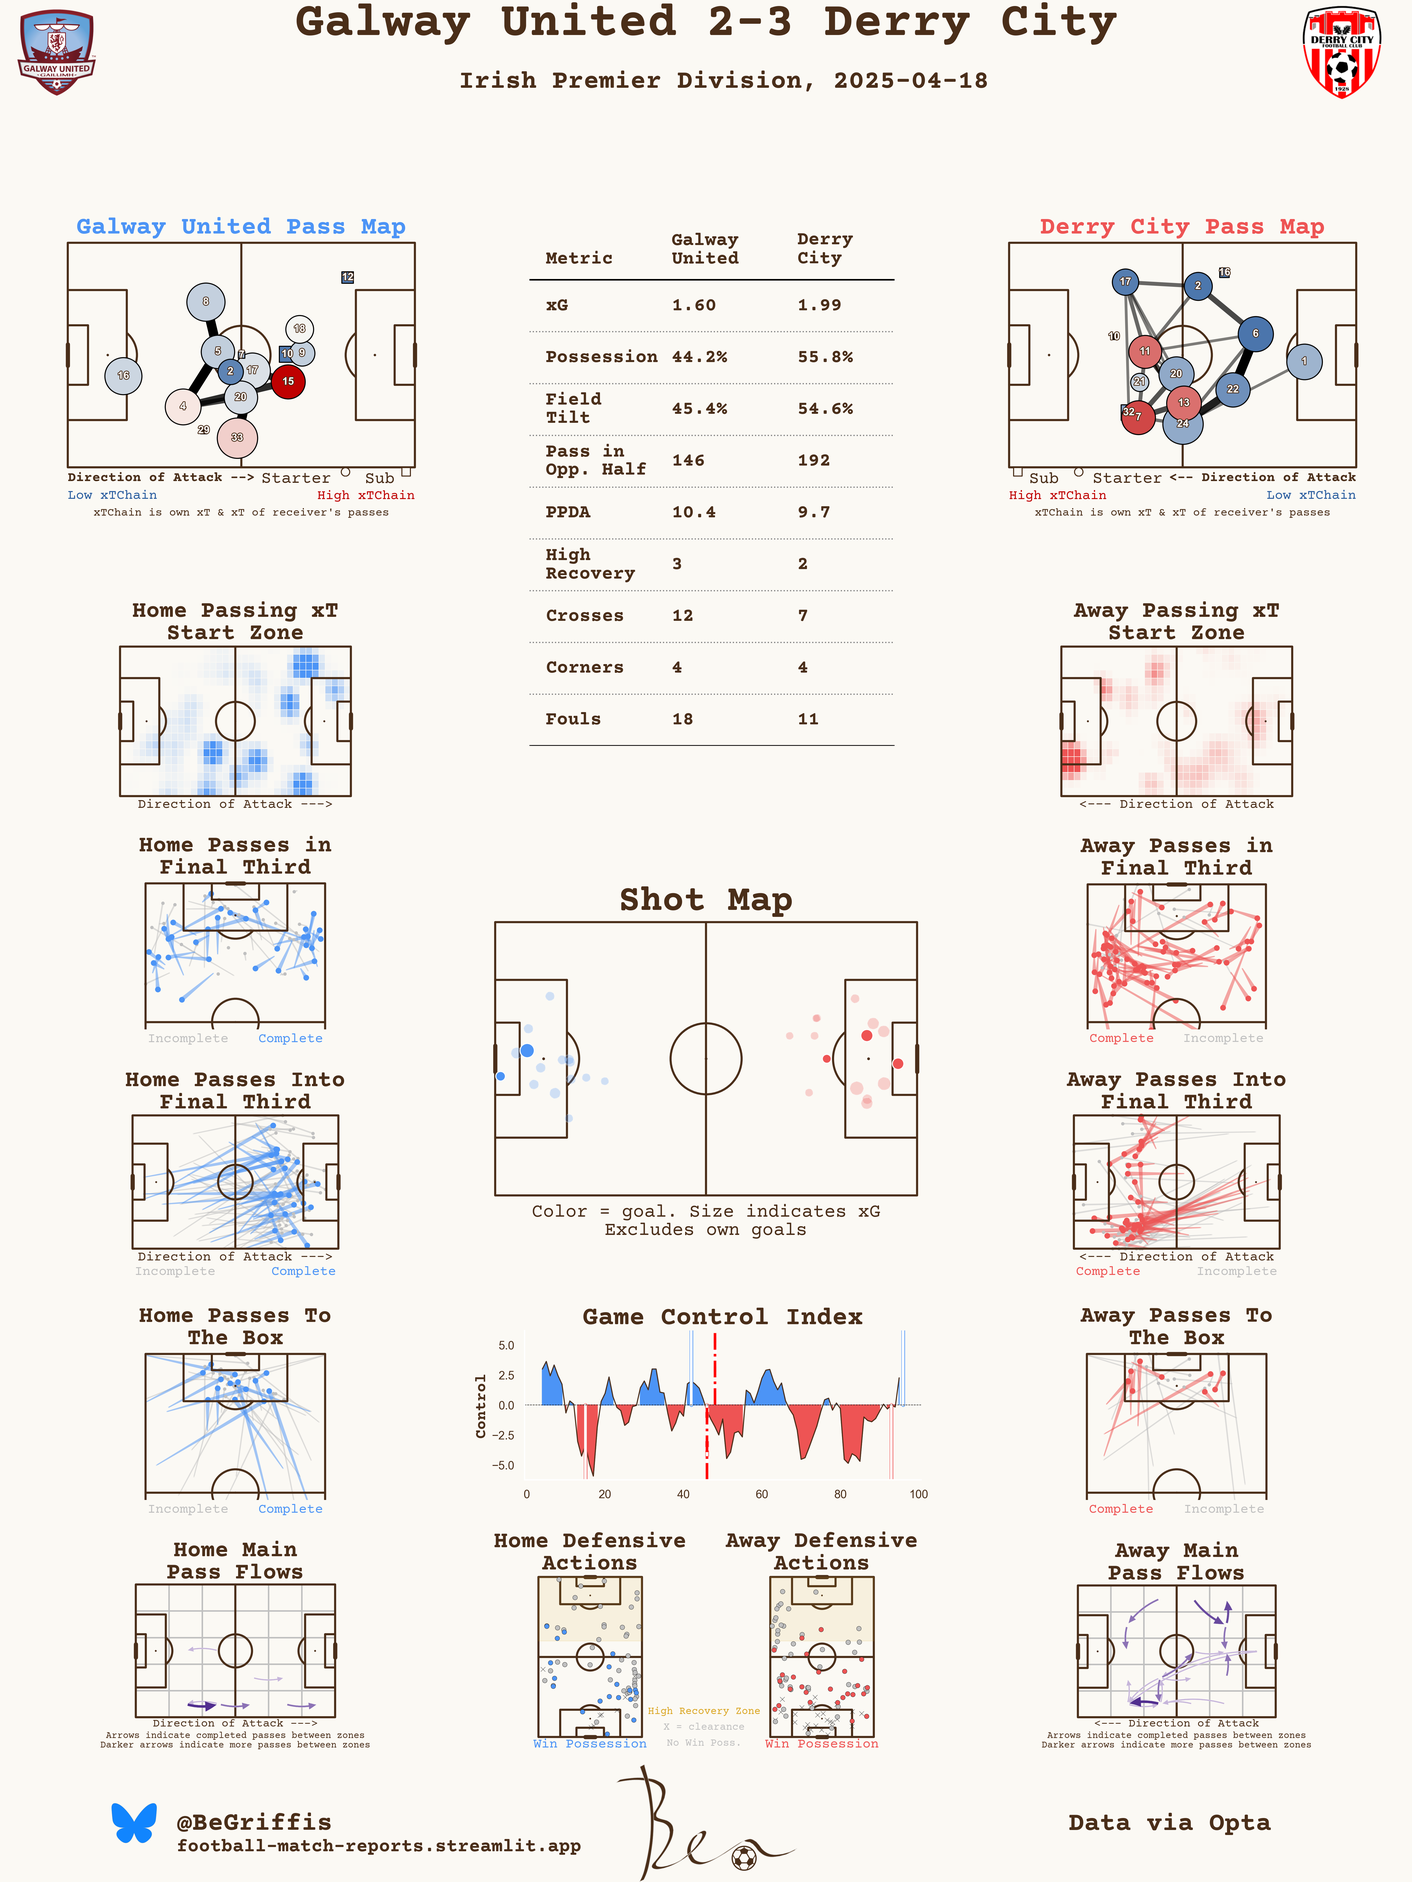 Galway United 2-3 Derry City
Irish Premier Division, 2025-04-18
GALWAY UNITED
GAILLIMH
DERRY CITY
FOOTBALL CLUB
1928
Galway United Pass Map
12
8
18
5
7
10
9
2
17
16
15
20
4
29
33
Direction of Attack --> Starter Sub
Low xTChain High xTChain
xTChain is own xT & xT of receiver's passes
Metric Galway United Derry City
xG 1.60 1.99
Possession 44.2% 55.8%
Field Tilt 45.4% 54.6%
Pass in Opp. Half 146 192
PPDA 10.4 9.7
High Recovery 3 2
Crosses 12 7
Corners 4 4
Fouls 18 11
Derry City Pass Map
16
17
2
10
6
11
1
20
21
22
13
32
7
24
Sub Starter <-- Direction of Attack
High xTChain Low xTChain
xTChain is own xT & xT of receiver's passes
Home Passing xT
Start Zone
Direction of Attack --->
Away Passing xT
Start Zone
<--- Direction of Attack
Home Passes in
Final Third
Incomplete Complete
Away Passes in
Final Third
Complete Incomplete
Shot Map
Color = goal. Size indicates xG
Excludes own goals
Home Passes Into
Final Third
Direction of Attack --->
Incomplete Complete
Away Passes Into
Final Third
<--- Direction of Attack
Complete Incomplete
Home Passes To
The Box
Incomplete Complete
Game Control Index
Control
5.0
2.5
0.0
−2.5
−5.0
0 20 40 60 80 100
Away Passes To
The Box
Complete Incomplete
Home Main
Pass Flows
Direction of Attack --->
Arrows indicate completed passes between zones
Darker arrows indicate more passes between zones
Home Defensive
Actions
Win Possession
Away Defensive
Actions
Win Possession
High Recovery Zone
X = clearance
No Win Poss.
Away Main
Pass Flows
<--- Direction of Attack
Arrows indicate completed passes between zones
Darker arrows indicate more passes between zones
@BeGriffis
football-match-reports.streamlit.app
Ben
Data via Opta